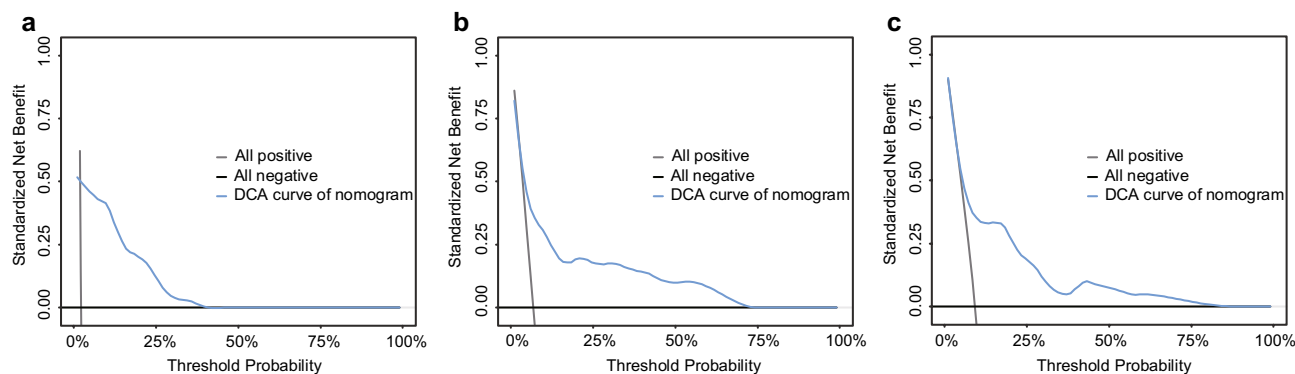 a
1.00
0.75
0.50
0.25
0.00
Standardized Net Benefit
All positive
All negative
DCA curve of nomogram
0% 25% 50% 75% 100%
Threshold Probability
b
1.00
0.75
0.50
0.25
0.00
Standardized Net Benefit
All positive
All negative
DCA curve of nomogram
0% 25% 50% 75% 100%
Threshold Probability
c
1.00
0.75
0.50
0.25
0.00
Standardized Net Benefit
All positive
All negative
DCA curve of nomogram
0% 25% 50% 75% 100%
Threshold Probability